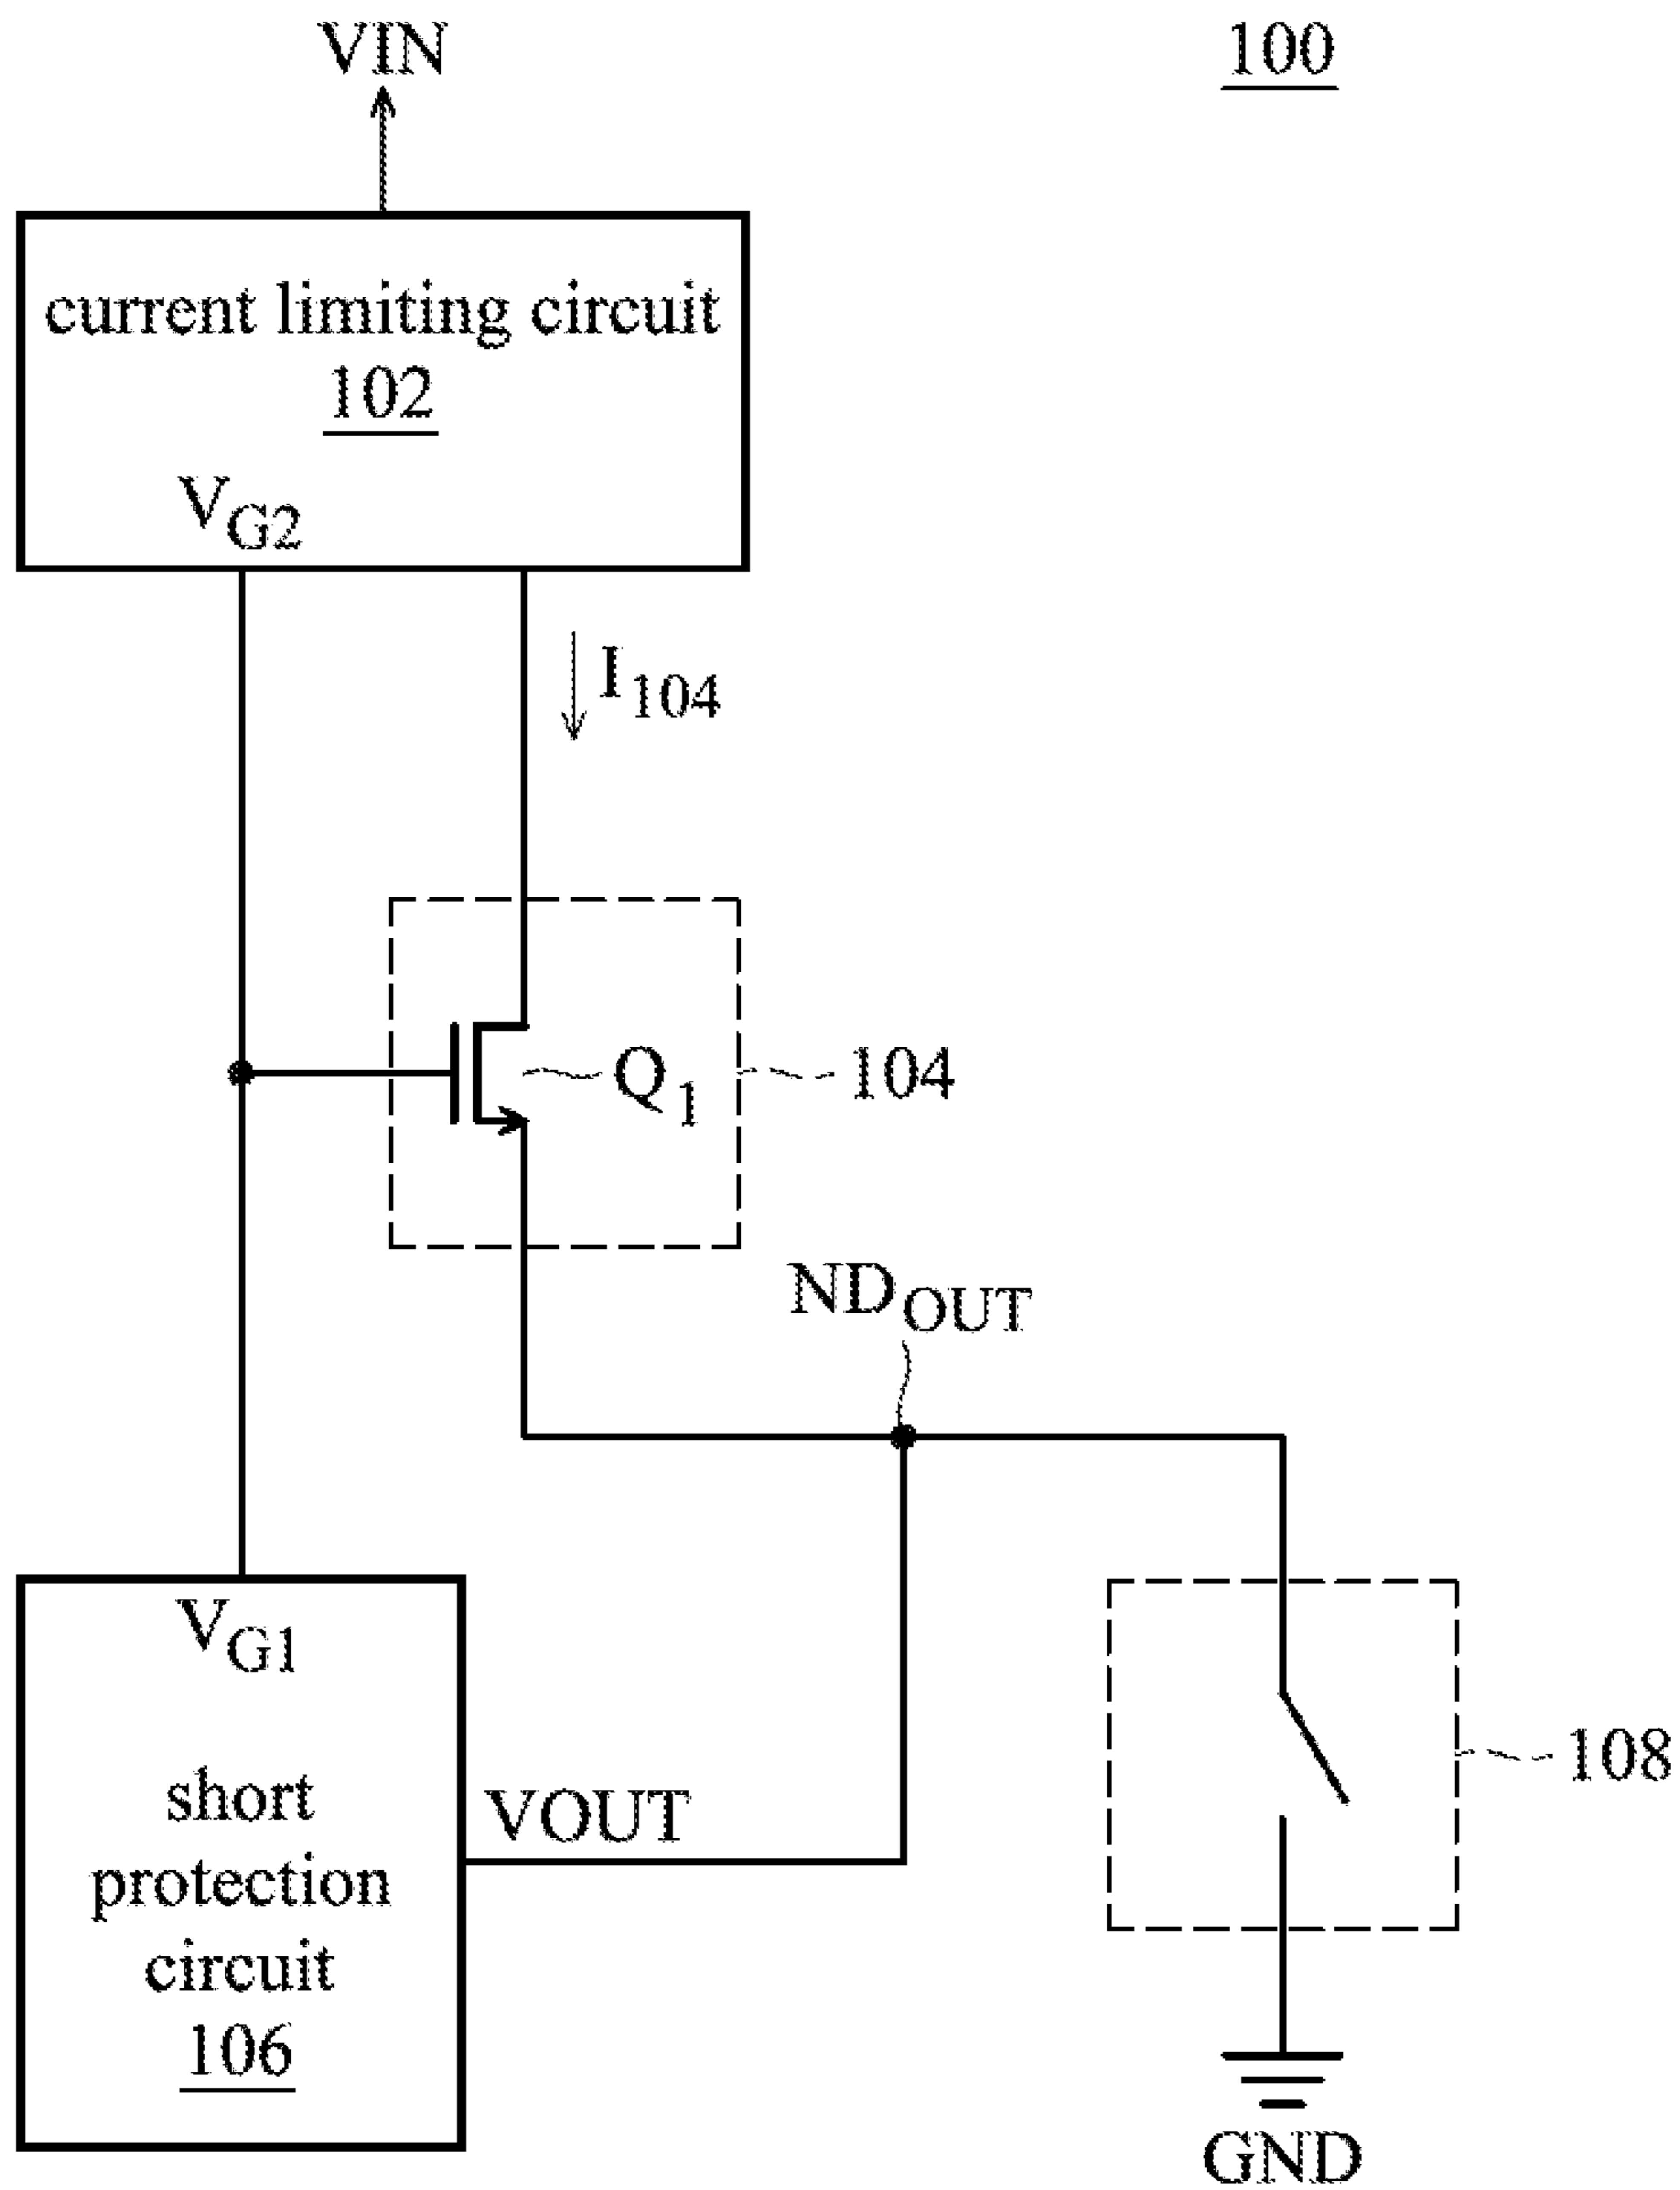 VIN
100
current limiting circuit
102
VG2
I104
Q1
104
NDOUT
VG1
short
protection
circuit
106
VOUT
108
GND